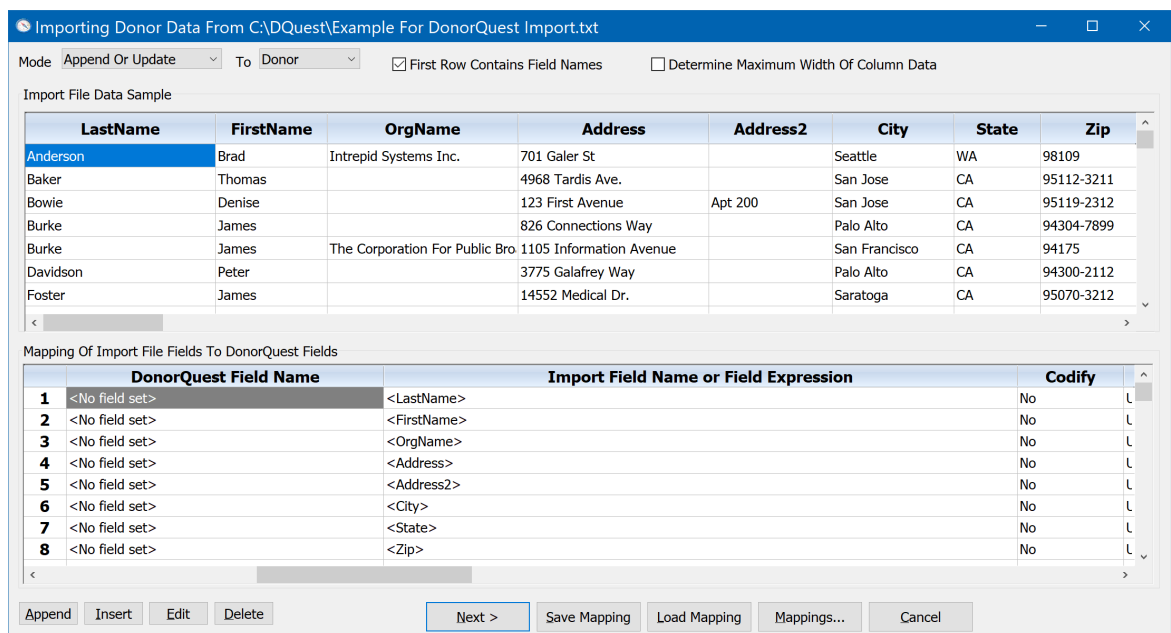 Importing Donor Data From C:\DQuest\Example For DonorQuest Import.txt
Mode Append Or Update To Donor First Row Contains Field Names Determine Maximum Width Of Column Data
Import File Data Sample
LastName FirstName OrgName Address Address2 City State Zip
Anderson Brad Intrepid Systems Inc. 701 Galer St Seattle WA 98109
Baker Thomas 4968 Tardis Ave. San Jose CA 95112-3211
Bowie Denise 123 First Avenue Apt 200 San Jose CA 95119-2312
Burke James 826 Connections Way Palo Alto CA 94304-7899
Burke James The Corporation For Public Bro 1105 Information Avenue San Francisco CA 94175
Davidson Peter 3775 Galafrey Way Palo Alto CA 94300-2112
Foster James 14552 Medical Dr. Saratoga CA 95070-3212
Mapping Of Import File Fields To DonorQuest Fields
DonorQuest Field Name Import Field Name or Field Expression Codify
1 <No field set> <LastName> No
2 <No field set> <FirstName> No
3 <No field set> <OrgName> No
4 <No field set> <Address> No
5 <No field set> <Address2> No
6 <No field set> <City> No
7 <No field set> <State> No
8 <No field set> <Zip> No
Append Insert Edit Delete Next > Save Mapping Load Mapping Mappings... Cancel